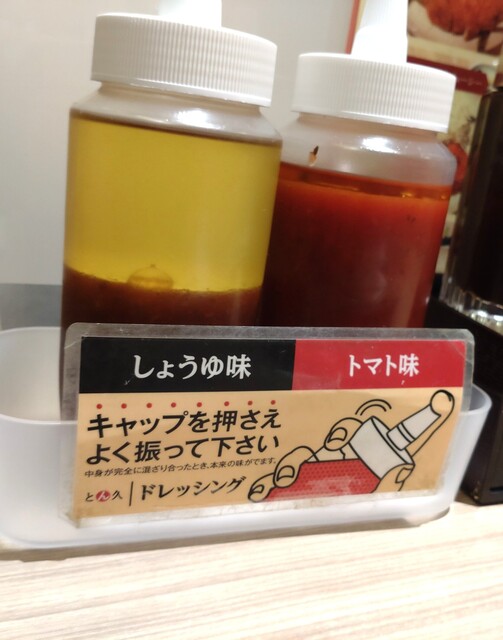 しょうゆ味
トマト味
キャップを押さえ
よく振って下さい
中身が完全に混ざり合ったとき、本来の味がでます。
とん久 ドレッシング